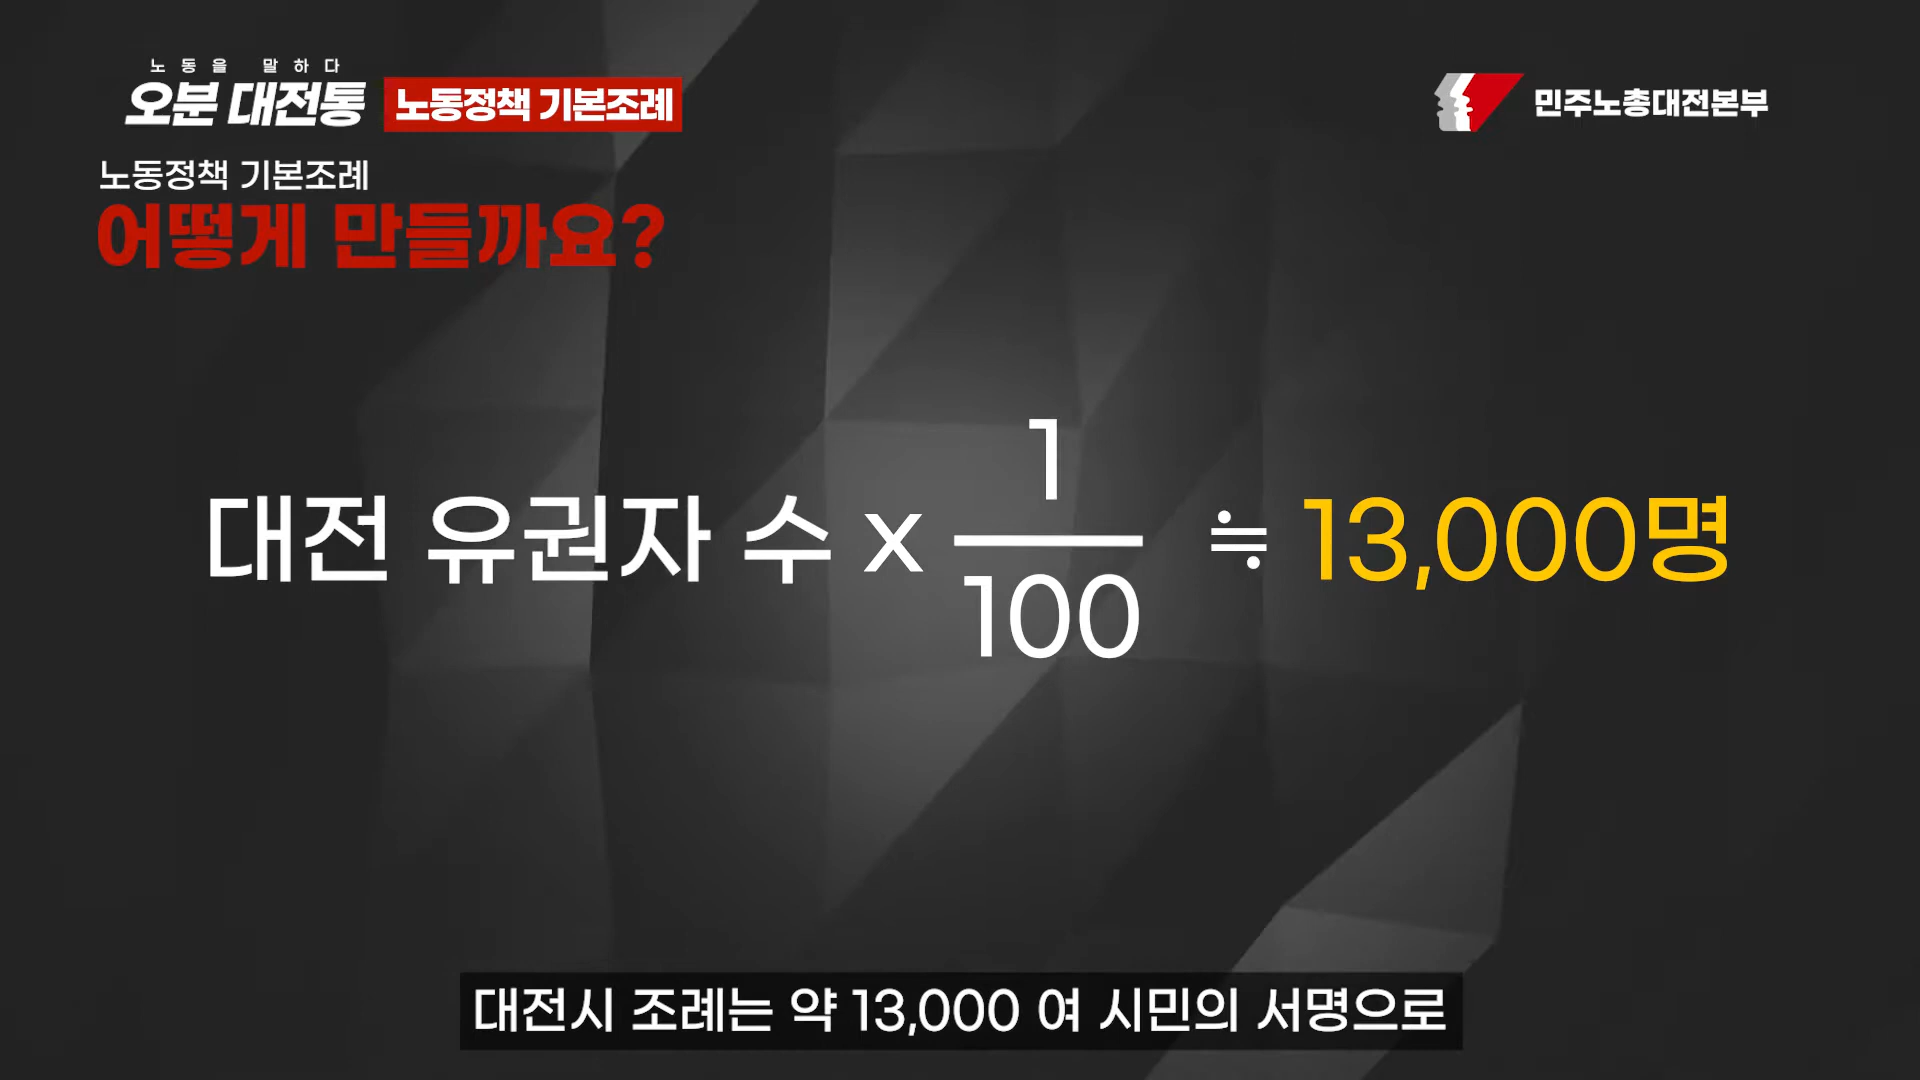 노동을 말하다
오분 대전통
노동정책 기본조례
민주노총대전본부
노동정책 기본조례
어떻게 만들까요?
대전 유권자 수 x 1/100 ≒ 13,000명
대전시 조례는 약 13,000 여 시민의 서명으로